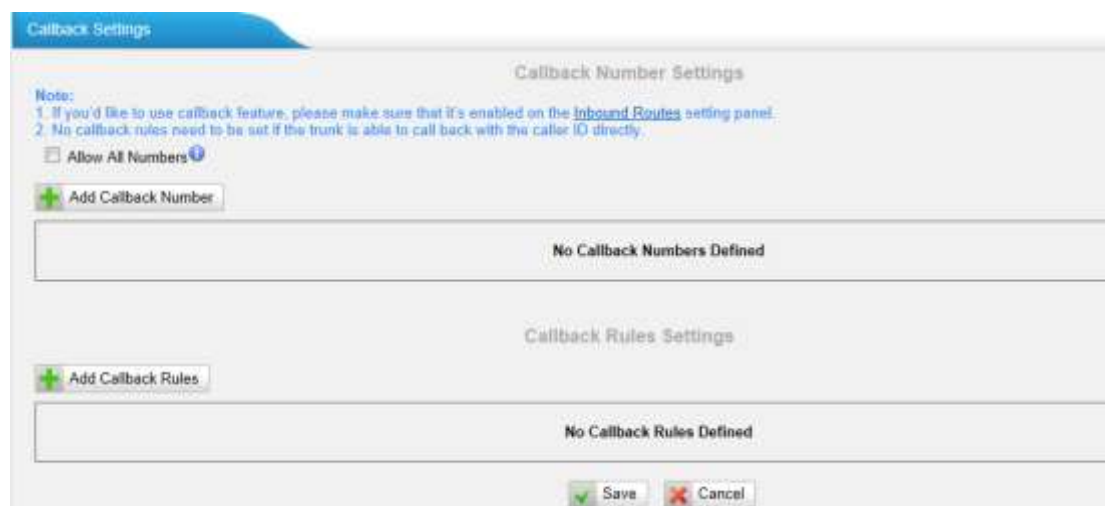 Callback Settings
Callback Number Settings
Note:
1. If you'd like to use callback feature, please make sure that it's enabled on the Inbound Routes setting panel.
2. No callback rules need to be set if the trunk is able to call back with the caller ID directly.
Allow All Numbers
Add Callback Number
No Callback Numbers Defined
Callback Rules Settings
Add Callback Rules
No Callback Rules Defined
Save Cancel